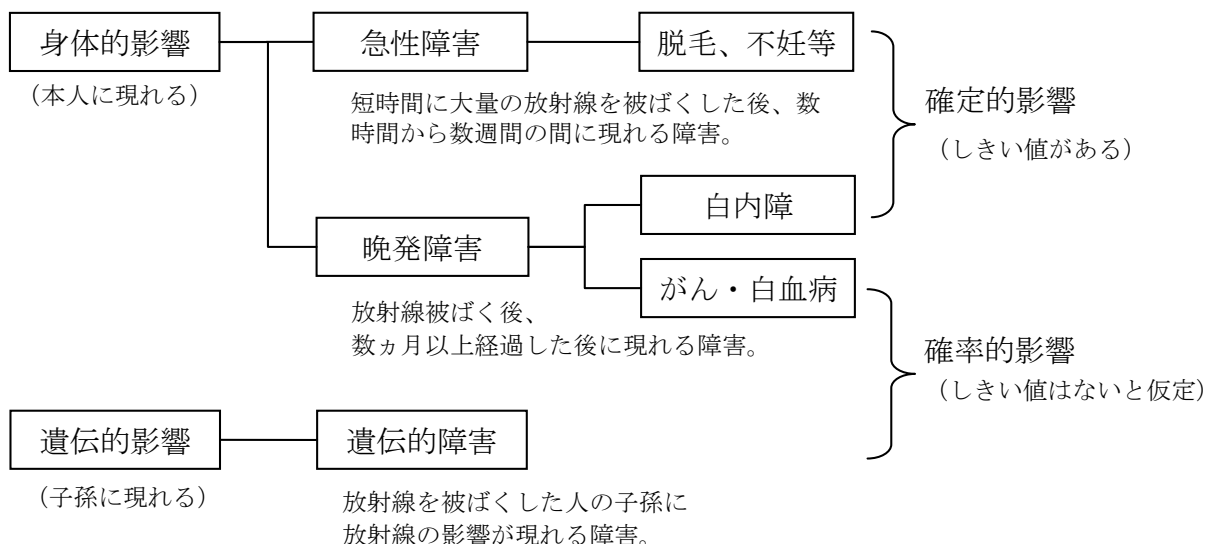 身体的影響
(本人に現れる)
急性障害
脱毛、不妊等
短時間に大量の放射線を被ばくした後、数
時間から数週間の間に現れる障害。
確定的影響
(しきい値がある)
白内障
晩発障害
がん・白血病
放射線被ばく後、
数ヵ月以上経過した後に現れる障害。
確率的影響
(しきい値はないと仮定)
遺伝的影響
(子孫に現れる)
遺伝的障害
放射線を被ばくした人の子孫に
放射線の影響が現れる障害。